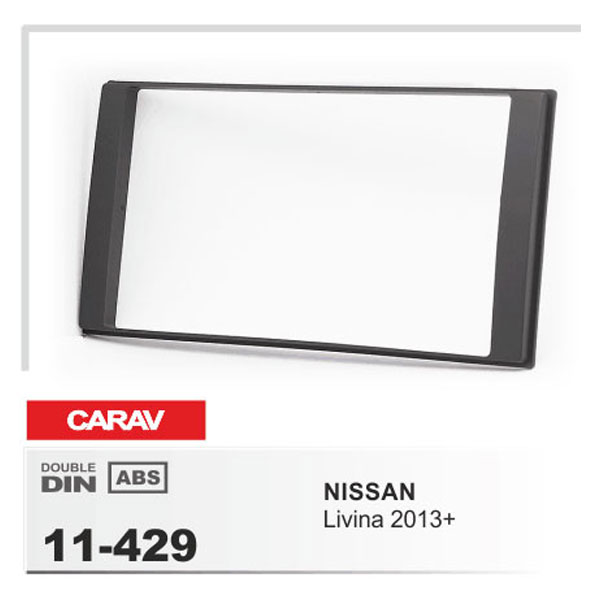 CARAV
DOUBLE
DIN
ABS
11-429
NISSAN
Livina 2013+